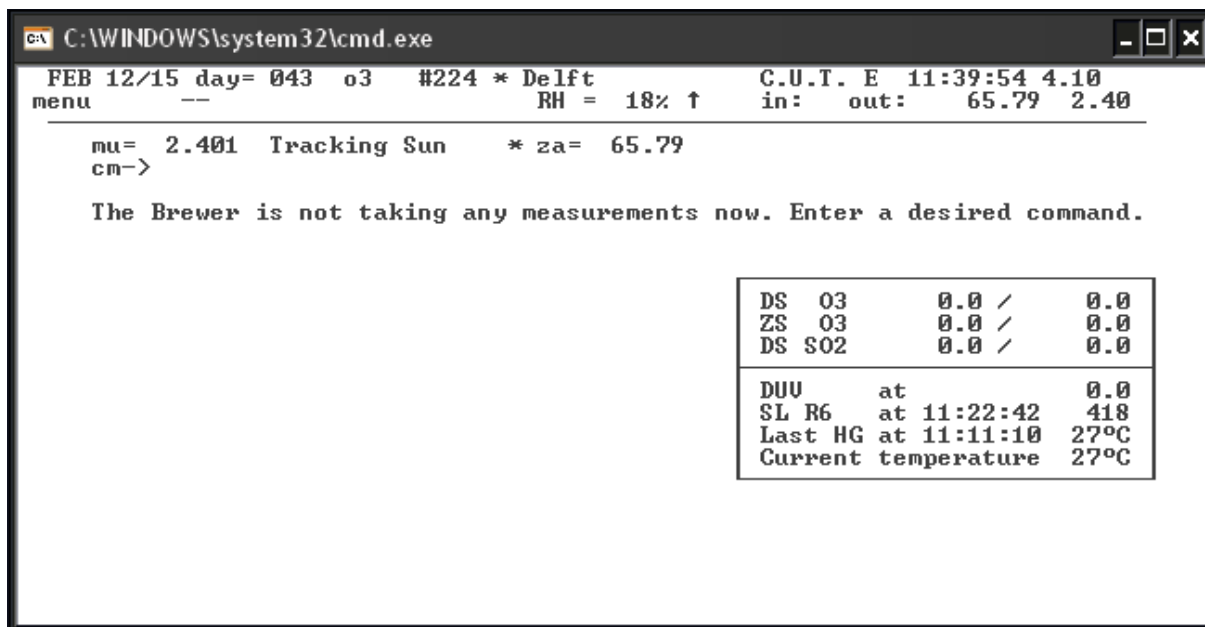 C:\WINDOWS\system32\cmd.exe
FEB 12/15 day= 043 o3 #224 * Delft C.U.T. E 11:39:54 4.10
menu -- RH = 18% ↑ in: out: 65.79 2.40
mu= 2.401 Tracking Sun * za= 65.79
cm->
The Brewer is not taking any measurements now. Enter a desired command.
DS O3 0.0 / 0.0
ZS O3 0.0 / 0.0
DS SO2 0.0 / 0.0
DUV at 0.0
SL R6 at 11:22:42 418
Last HG at 11:11:10 27ºC
Current temperature 27ºC